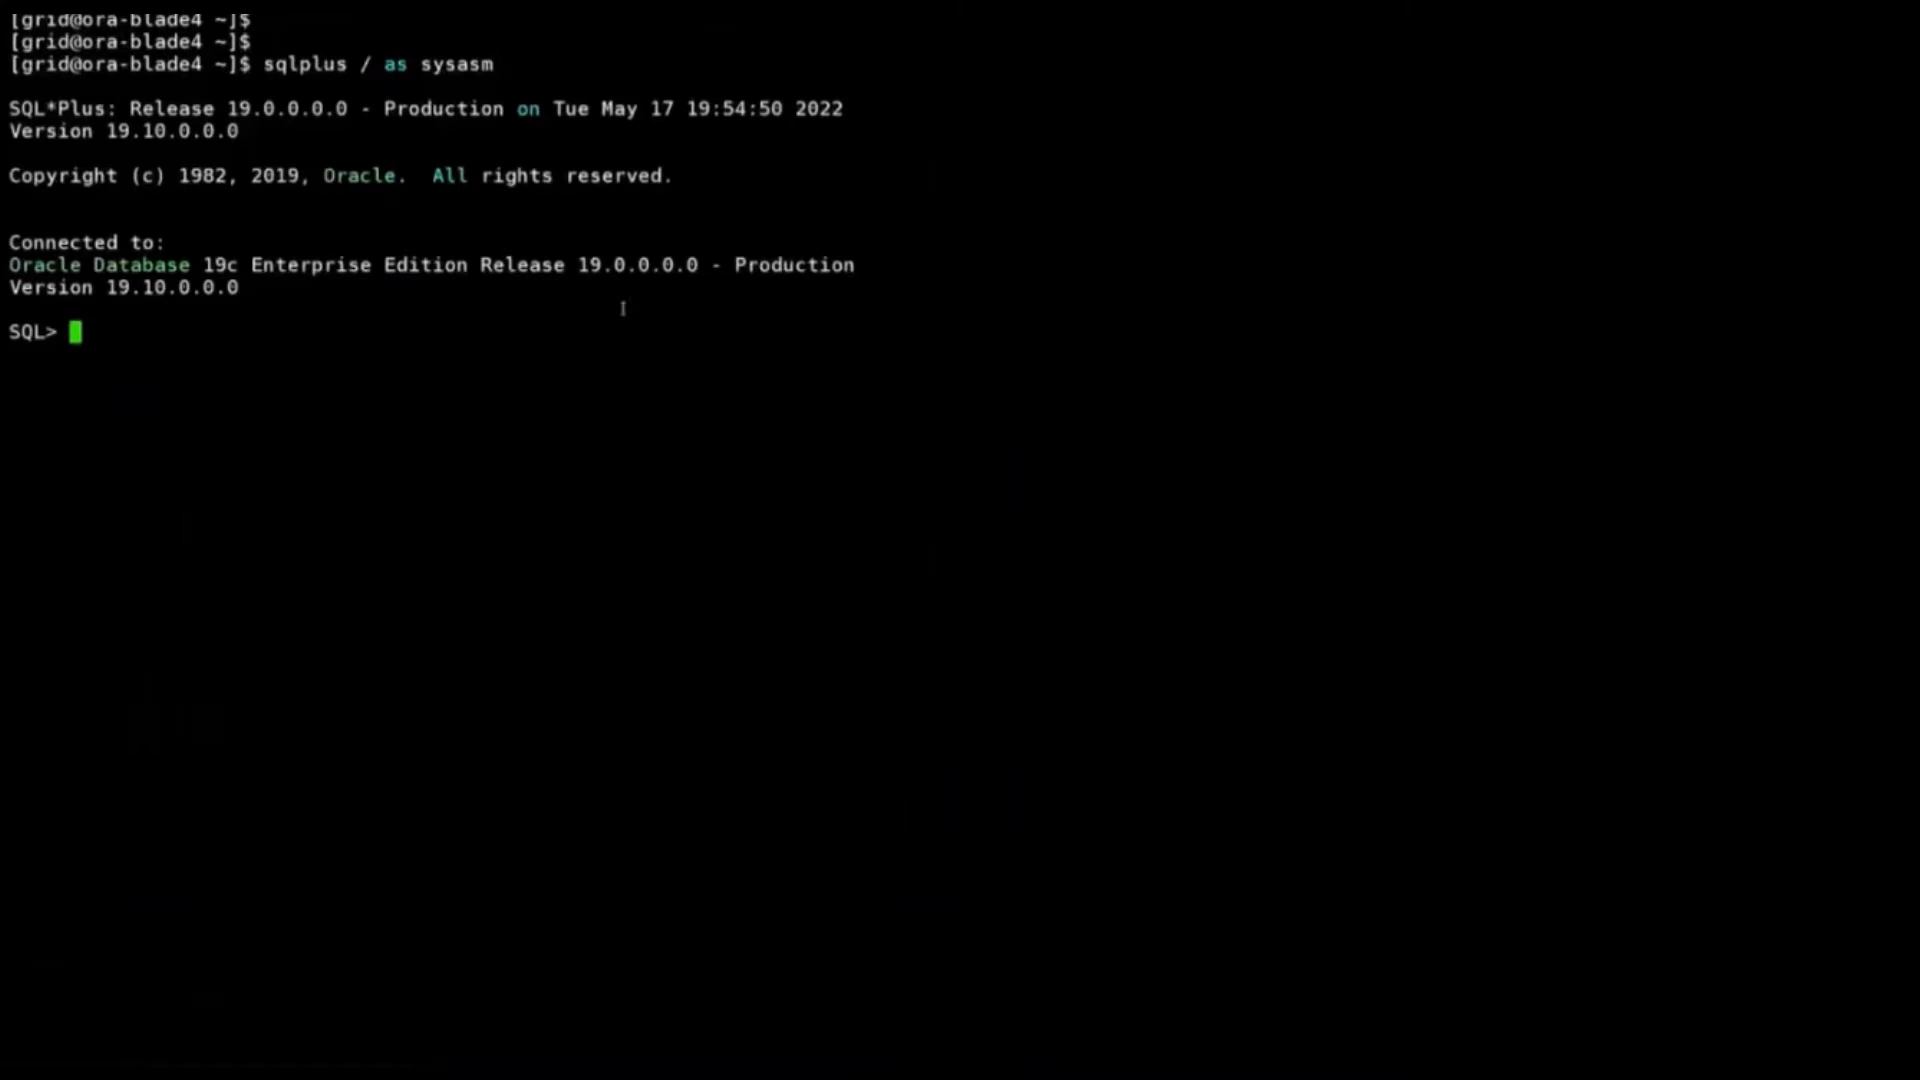 [grid@ora-blade4 ~]$
[grid@ora-blade4 ~]$
[grid@ora-blade4 ~]$ sqlplus / as sysasm
SQL*Plus: Release 19.0.0.0.0 - Production on Tue May 17 19:54:50 2022
Version 19.10.0.0.0
Copyright (c) 1982, 2019, Oracle.  All rights reserved.
Connected to:
Oracle Database 19c Enterprise Edition Release 19.0.0.0.0 - Production
Version 19.10.0.0.0
SQL>